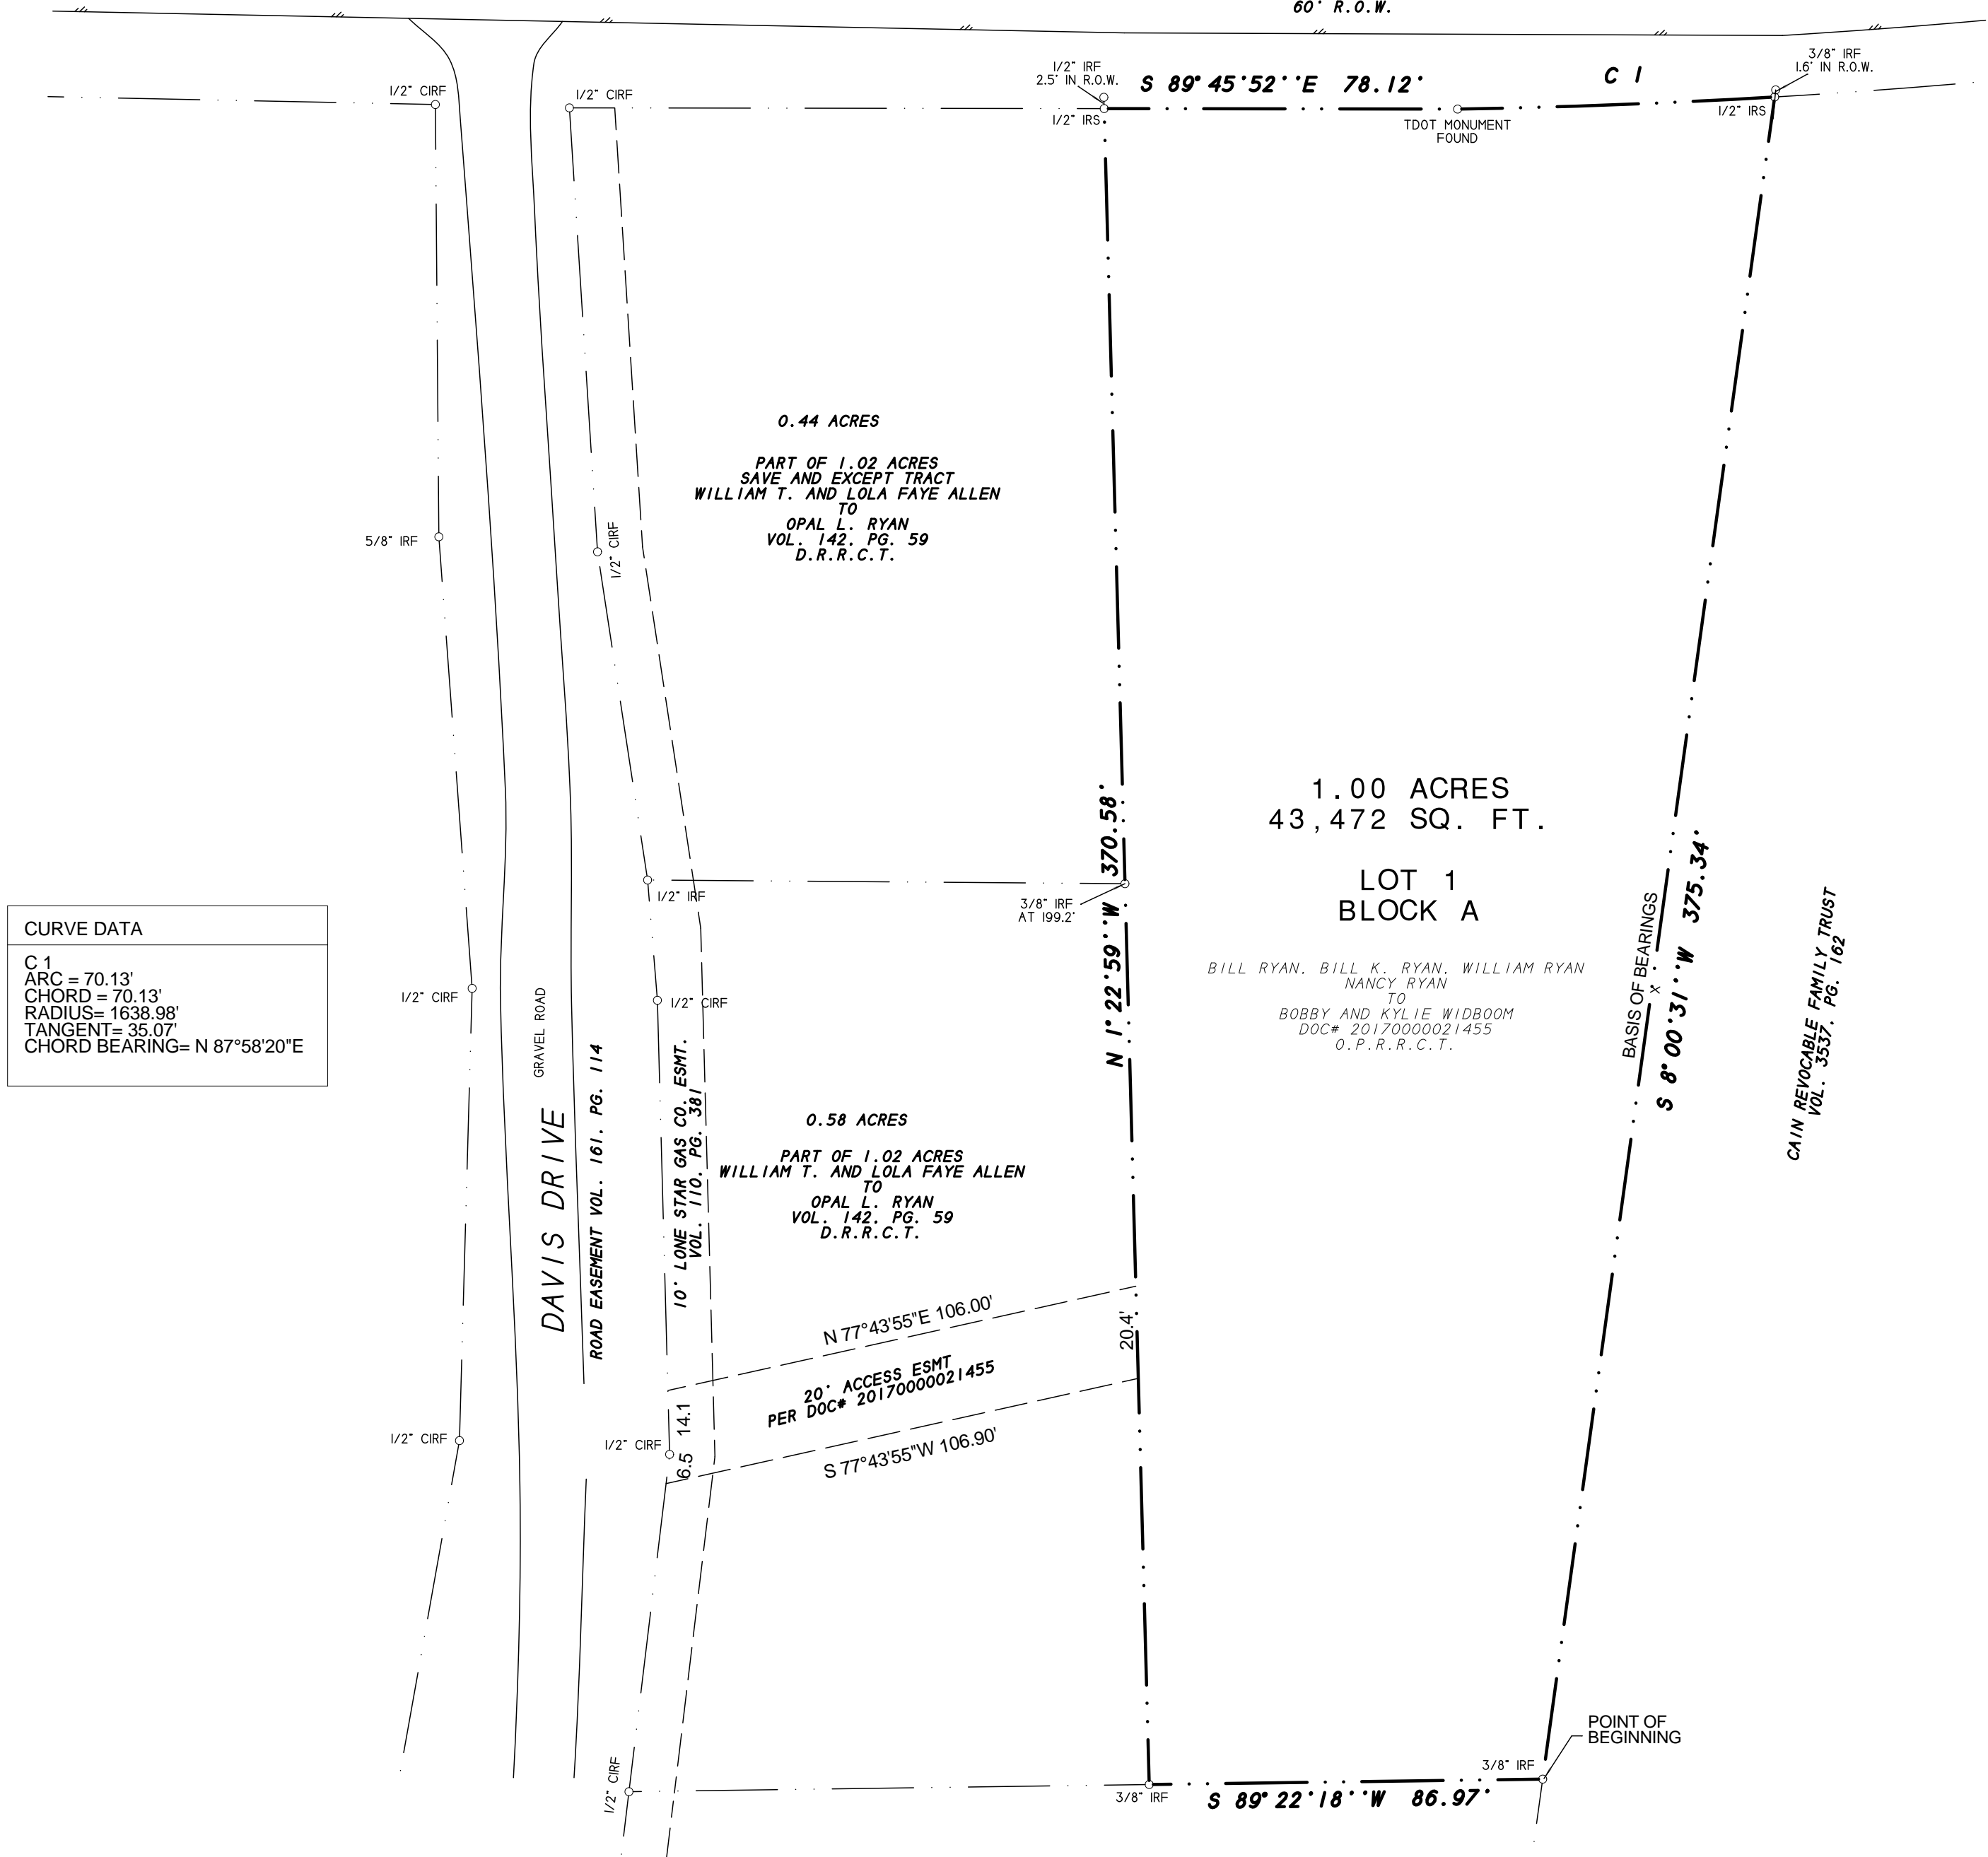 60' R.O.W.
1/2" IRF
2.5' IN R.O.W.
S 89°45'52''E 78.12'
C 1
3/8" IRF
1.6' IN R.O.W.
1/2" CIRF
1/2" CIRF
1/2" IRS
TDOT MONUMENT
FOUND
1/2" IRS
0.44 ACRES
PART OF 1.02 ACRES
SAVE AND EXCEPT TRACT
WILLIAM T. AND LOLA FAYE ALLEN
TO
OPAL L. RYAN
VOL. 142, PG. 59
D.R.R.C.T.
5/8" IRF
1/2" CIRF
1.00 ACRES
43,472 SQ. FT.
LOT 1
BLOCK A
BILL RYAN, BILL K. RYAN, WILLIAM RYAN
NANCY RYAN
TO
BOBBY AND KYLIE WIDBOOM
DOC# 20170000021455
O.P.R.R.C.T.
N 1°22'59''W 370.58'
1/2" IRF
3/8" IRF
AT 199.2'
BASIS OF BEARINGS
X
S 8°00'31''W 375.34'
CAIN REVOCABLE FAMILY TRUST
VOL. 3537, PG. 162
CURVE DATA
C 1
ARC = 70.13'
CHORD = 70.13'
RADIUS= 1638.98'
TANGENT= 35.07'
CHORD BEARING= N 87°58'20"E
1/2" CIRF
1/2" CIRF
GRAVEL ROAD
DAVIS DRIVE
ROAD EASEMENT VOL. 161, PG. 114
10' LONE STAR GAS CO. ESMT.
VOL. 110, PG. 381
0.58 ACRES
PART OF 1.02 ACRES
WILLIAM T. AND LOLA FAYE ALLEN
TO
OPAL L. RYAN
VOL. 142, PG. 59
D.R.R.C.T.
N 77°43'55"E 106.00'
20.4'
20' ACCESS ESMT
PER DOC# 20170000021455
S 77°43'55"W 106.90'
14.1
6.5
1/2" CIRF
1/2" CIRF
POINT OF
BEGINNING
3/8" IRF
1/2" CIRF
3/8" IRF
S 89°22'18''W 86.97'